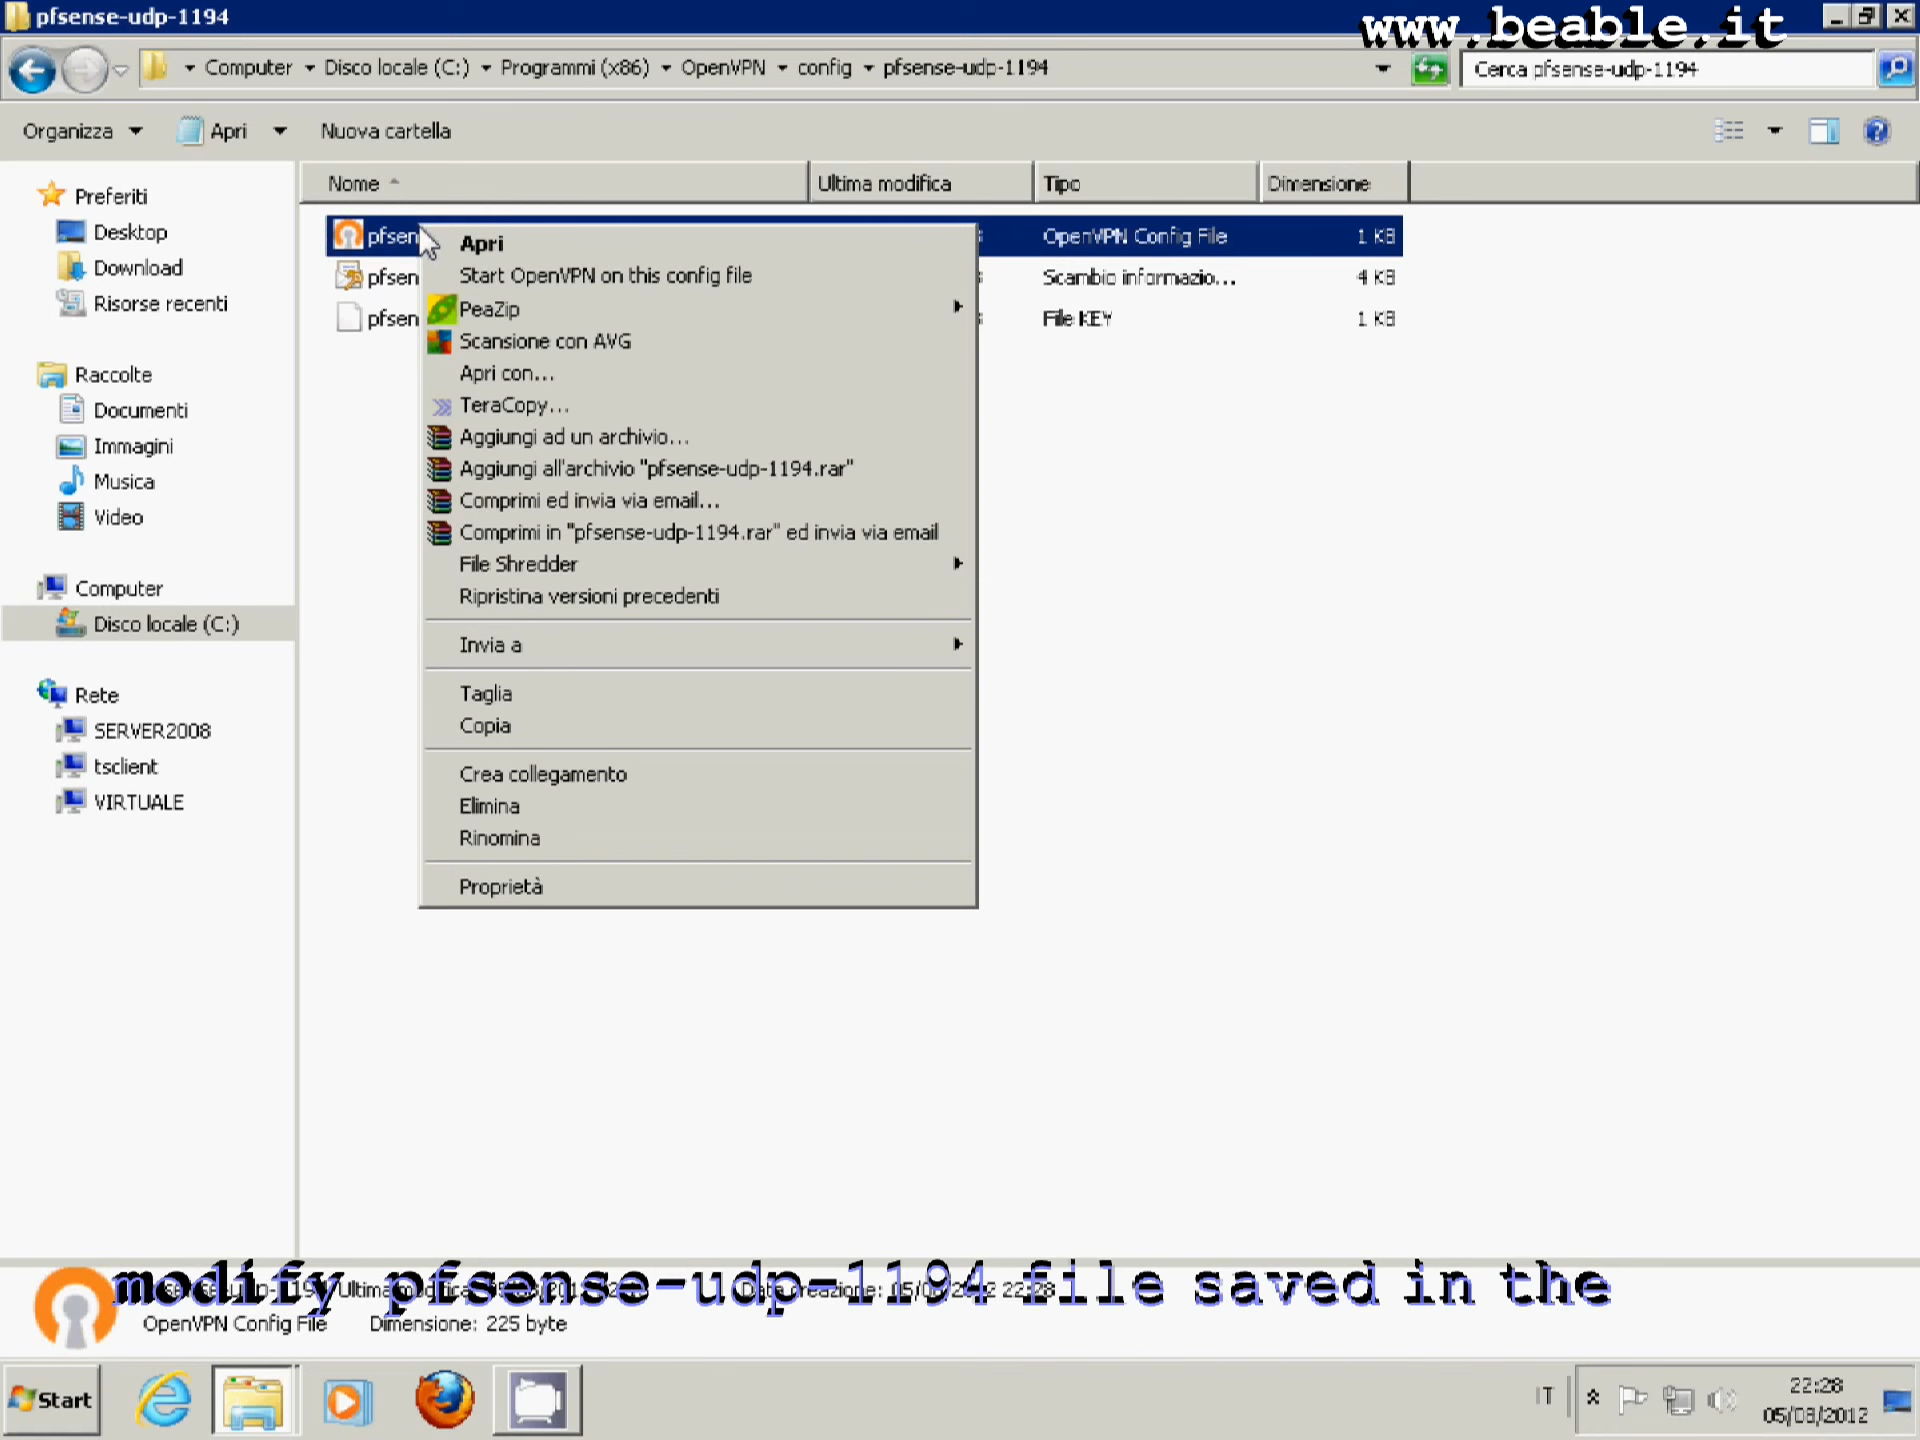 pfsense-udp-1194
www.beable.it
Computer
Disco locale (C:)
Programmi (x86)
OpenVPN
config
pfsense-udp-1194
Cerca pfsense-udp-1194
Organizza
Apri
Nuova cartella
Nome
Ultima modifica
Tipo
Dimensione
Preferiti
Desktop
Download
Risorse recenti
Raccolte
Documenti
Immagini
Musica
Video
Computer
Disco locale (C:)
Rete
SERVER2008
tsclient
VIRTUALE
pfsen
OpenVPN Config File
1 KB
pfsen
Scambio informazio...
4 KB
pfsen
File KEY
1 KB
Apri
Start OpenVPN on this config file
PeaZip
Scansione con AVG
Apri con...
TeraCopy...
Aggiungi ad un archivio...
Aggiungi all'archivio "pfsense-udp-1194.rar"
Comprimi ed invia via email...
Comprimi in "pfsense-udp-1194.rar" ed invia via email
File Shredder
Ripristina versioni precedenti
Invia a
Taglia
Copia
Crea collegamento
Elimina
Rinomina
Proprietà
modify pfsense-udp-1194 file saved in the
OpenVPN Config File
Dimensione: 225 byte
Start
IT
22:28
05/08/2012